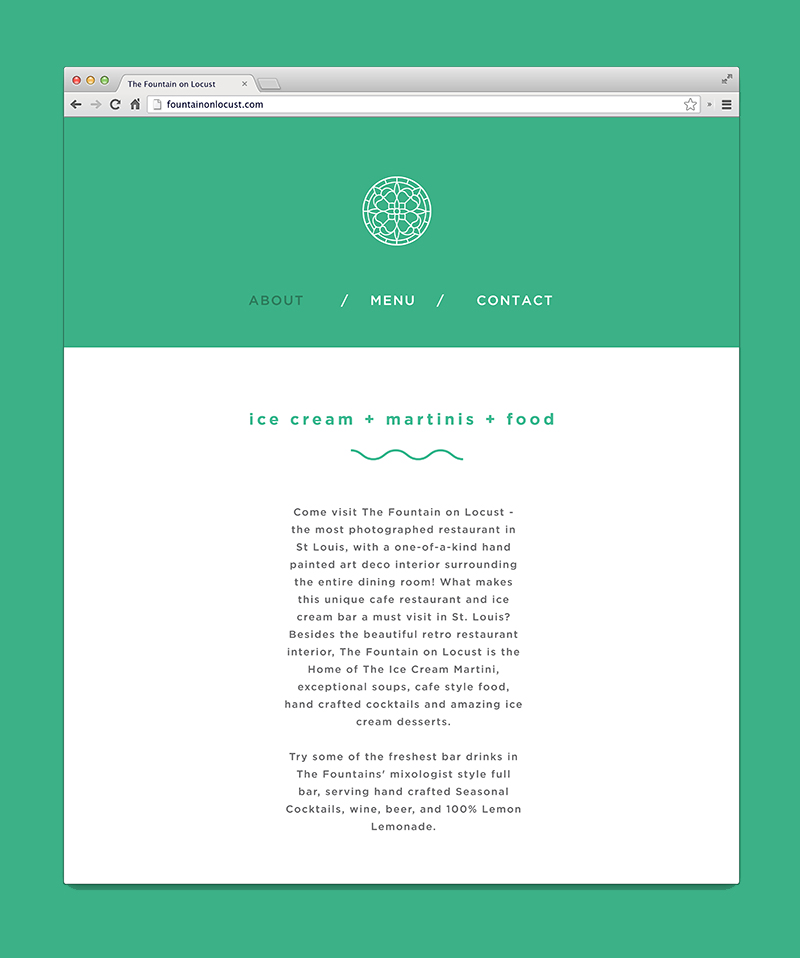 The Fountain on Locust
fountainonlocust.com
ABOUT / MENU / CONTACT
ice cream + martinis + food
Come visit The Fountain on Locust -
the most photographed restaurant in
St Louis, with a one-of-a-kind hand
painted art deco interior surrounding
the entire dining room! What makes
this unique cafe restaurant and ice
cream bar a must visit in St. Louis?
Besides the beautiful retro restaurant
interior, The Fountain on Locust is the
Home of The Ice Cream Martini,
exceptional soups, cafe style food,
hand crafted cocktails and amazing ice
cream desserts.
Try some of the freshest bar drinks in
The Fountains' mixologist style full
bar, serving hand crafted Seasonal
Cocktails, wine, beer, and 100% Lemon
Lemonade.